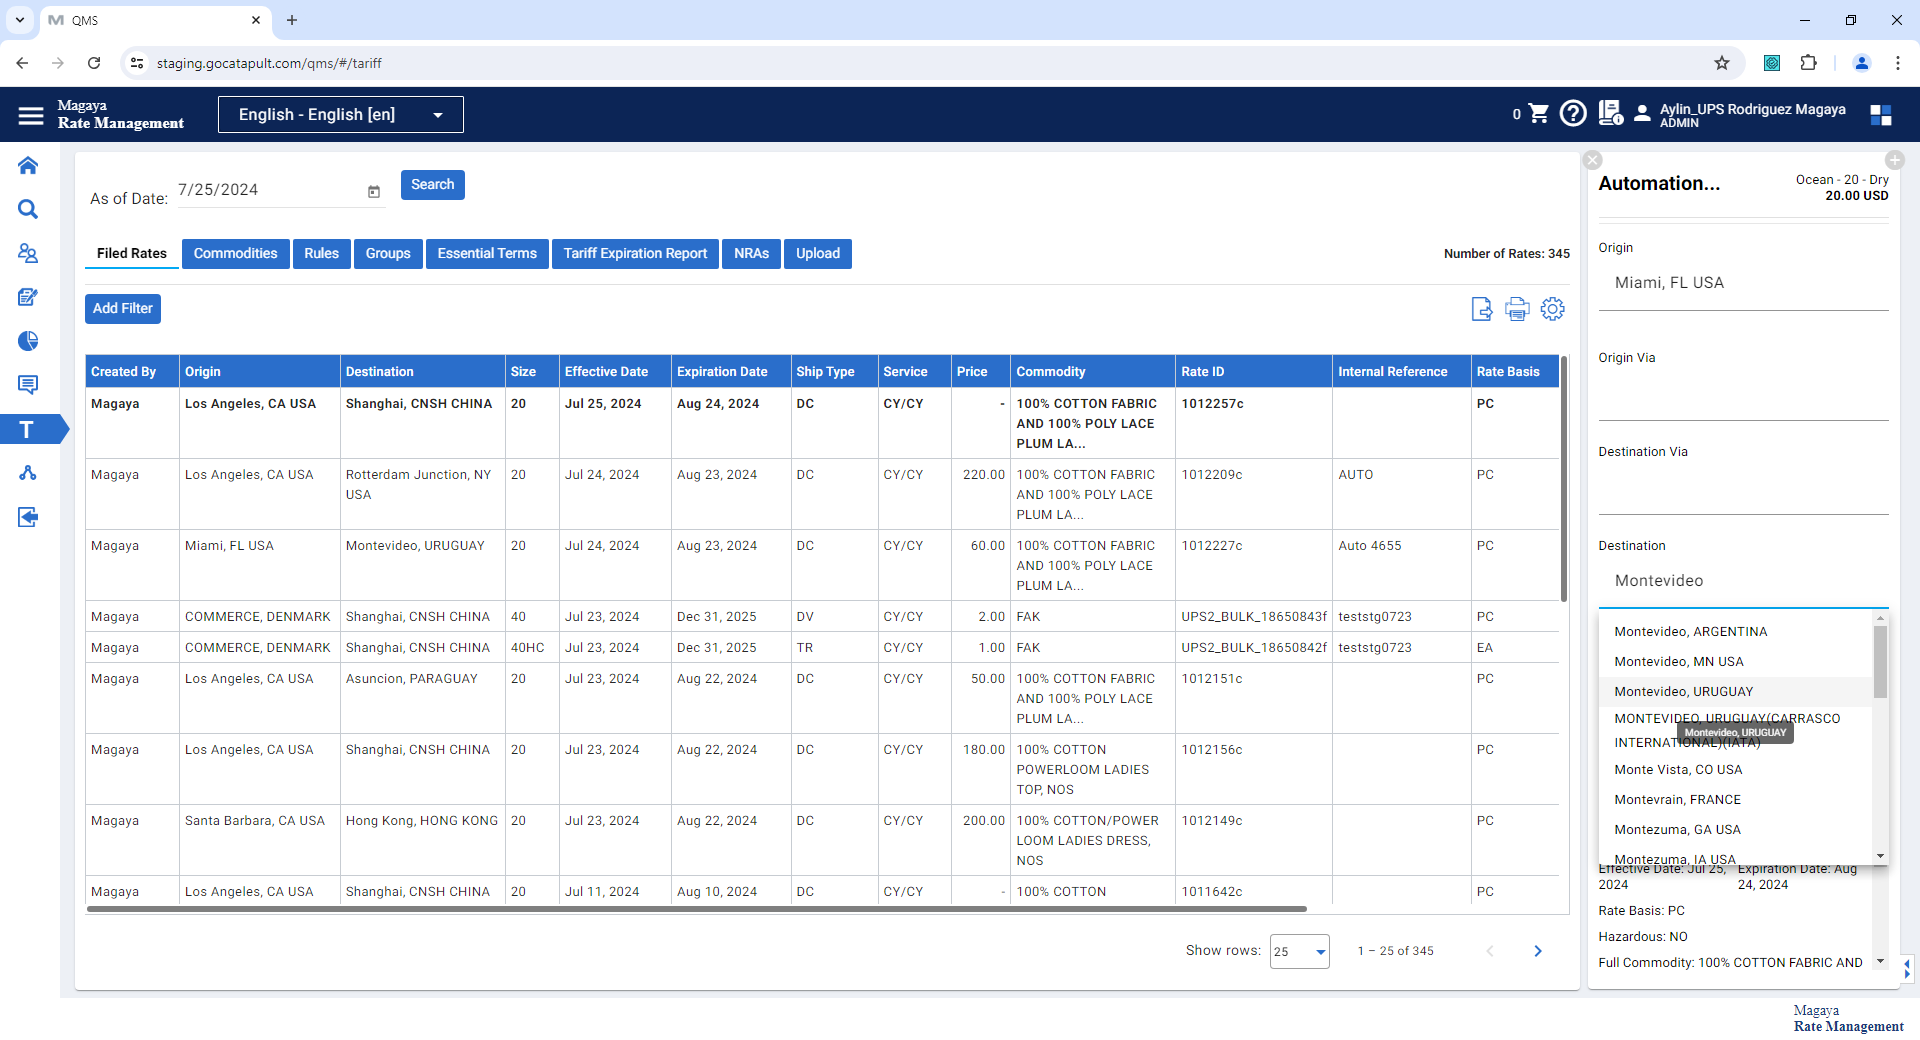 QMS
staging.gocatapult.com/qms/#/tariff
Magaya
Rate Management
English - English [en]
0
Aylin_UPS Rodriguez Magaya
ADMIN
As of Date:
7/25/2024
Search
Filed Rates
Commodities
Rules
Groups
Essential Terms
Tariff Expiration Report
NRAs
Upload
Number of Rates: 345
Add Filter
Created By Origin Destination Size Effective Date Expiration Date Ship Type Service Price Commodity Rate ID Internal Reference Rate Basis
Magaya Los Angeles, CA USA Shanghai, CNSH CHINA 20 Jul 25, 2024 Aug 24, 2024 DC CY/CY - 100% COTTON FABRIC 1012257c PC
AND 100% POLY LACE
PLUM LA...
Magaya Los Angeles, CA USA Rotterdam Junction, NY 20 Jul 24, 2024 Aug 23, 2024 DC CY/CY 220.00 100% COTTON FABRIC 1012209c AUTO PC
USA AND 100% POLY LACE
PLUM LA...
Magaya Miami, FL USA Montevideo, URUGUAY 20 Jul 24, 2024 Aug 23, 2024 DC CY/CY 60.00 100% COTTON FABRIC 1012227c Auto 4655 PC
AND 100% POLY LACE
PLUM LA...
Magaya COMMERCE, DENMARK Shanghai, CNSH CHINA 40 Jul 23, 2024 Dec 31, 2025 DV CY/CY 2.00 FAK UPS2_BULK_18650843f teststg0723 PC
Magaya COMMERCE, DENMARK Shanghai, CNSH CHINA 40HC Jul 23, 2024 Dec 31, 2025 TR CY/CY 1.00 FAK UPS2_BULK_18650842f teststg0723 EA
Magaya Los Angeles, CA USA Asuncion, PARAGUAY 20 Jul 23, 2024 Aug 22, 2024 DC CY/CY 50.00 100% COTTON FABRIC 1012151c PC
AND 100% POLY LACE
PLUM LA...
Magaya Los Angeles, CA USA Shanghai, CNSH CHINA 20 Jul 23, 2024 Aug 22, 2024 DC CY/CY 180.00 100% COTTON 1012156c PC
POWERLOOM LADIES
TOP, NOS
Magaya Santa Barbara, CA USA Hong Kong, HONG KONG 20 Jul 23, 2024 Aug 22, 2024 DC CY/CY 200.00 100% COTTON/POWER 1012149c PC
LOOM LADIES DRESS,
NOS
Magaya Los Angeles, CA USA Shanghai, CNSH CHINA 20 Jul 11, 2024 Aug 10, 2024 DC CY/CY - 100% COTTON 1011642c PC
Show rows: 25 1 – 25 of 345
T
Automation...
Ocean - 20 - Dry
20.00 USD
Origin
Miami, FL USA
Origin Via
Destination Via
Destination
Montevideo
Montevideo, ARGENTINA
Montevideo, MN USA
Montevideo, URUGUAY
MONTEVIDEO, URUGUAY(CARRASCO
Montevideo, URUGUAY
INTERNATIONAL)(IATA)
Monte Vista, CO USA
Montevrain, FRANCE
Montezuma, GA USA
Montezuma, IA USA
Effective Date: Jul 25, Expiration Date: Aug
2024 24, 2024
Rate Basis: PC
Hazardous: NO
Full Commodity: 100% COTTON FABRIC AND
Magaya
Rate Management